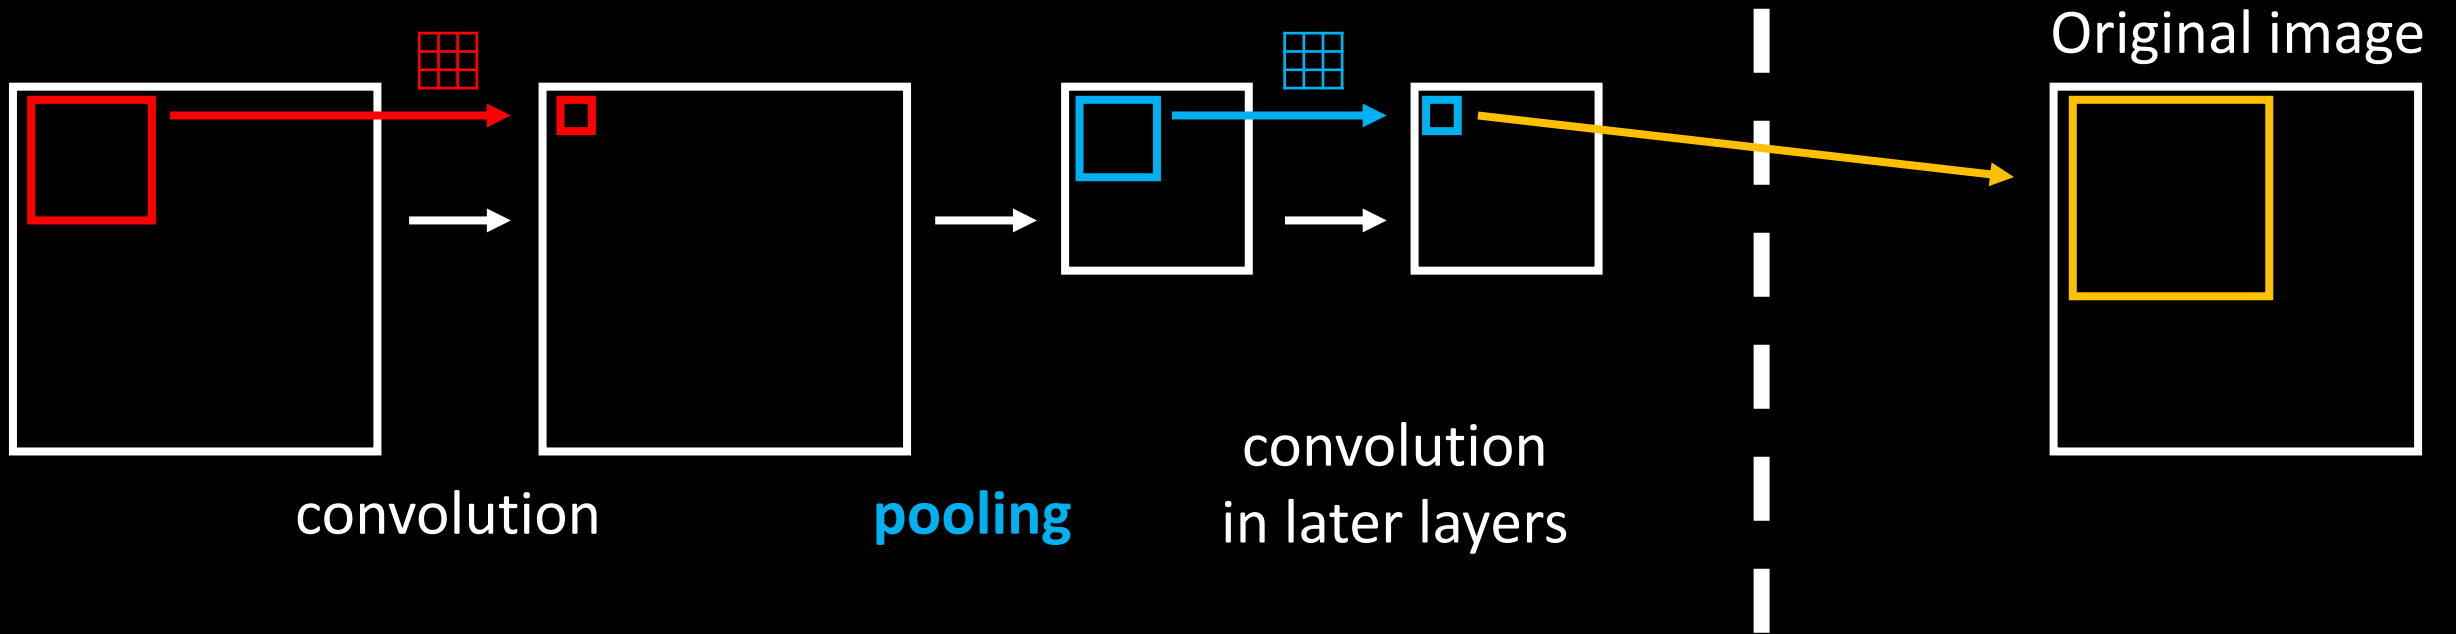 Original image
convolution
pooling
convolution
in later layers